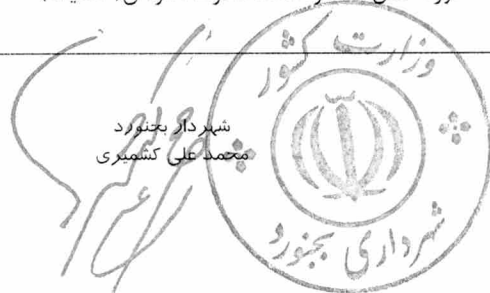 وزارت کشور
شهردار بجنورد
محمد علی کشمیری
شهرداری بجنورد